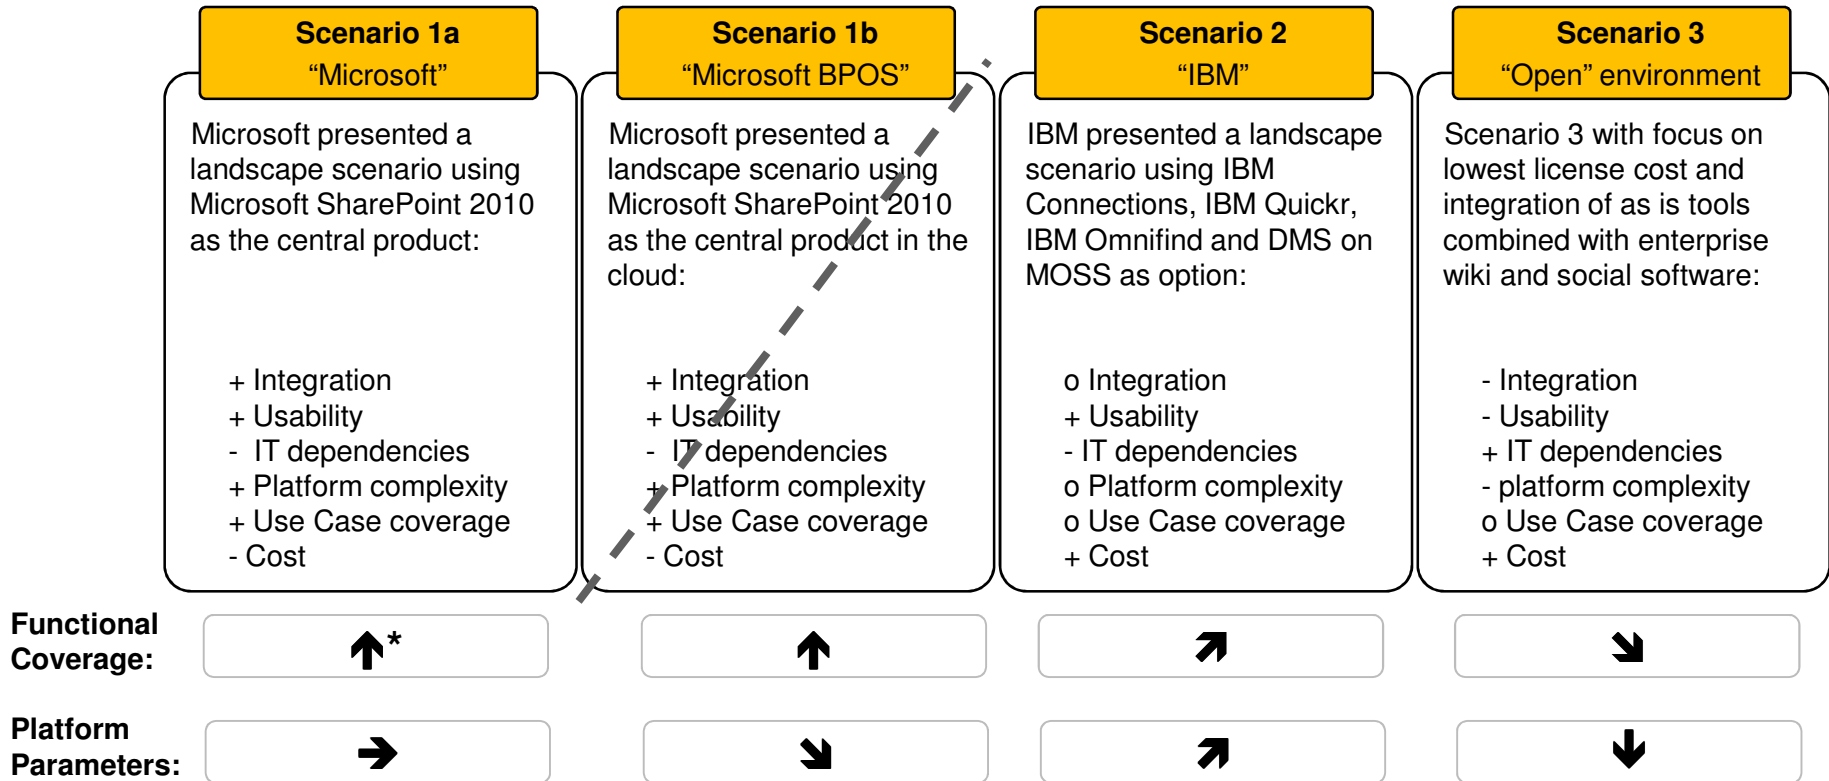 Scenario 1a
“Microsoft”
Microsoft presented a
landscape scenario using
Microsoft SharePoint 2010
as the central product:
+ Integration
+ Usability
- IT dependencies
+ Platform complexity
+ Use Case coverage
- Cost
Scenario 1b
“Microsoft BPOS”
Microsoft presented a
landscape scenario using
Microsoft SharePoint 2010
as the central product in the
cloud:
+ Integration
+ Usability
- IT dependencies
+ Platform complexity
+ Use Case coverage
- Cost
Scenario 2
“IBM”
IBM presented a landscape
scenario using IBM
Connections, IBM Quickr,
IBM Omnifind and DMS on
MOSS as option:
o Integration
+ Usability
- IT dependencies
o Platform complexity
o Use Case coverage
+ Cost
Scenario 3
“Open” environment
Scenario 3 with focus on
lowest license cost and
integration of as is tools
combined with enterprise
wiki and social software:
- Integration
- Usability
+ IT dependencies
- platform complexity
o Use Case coverage
+ Cost
Functional
Coverage:
*
Platform
Parameters: